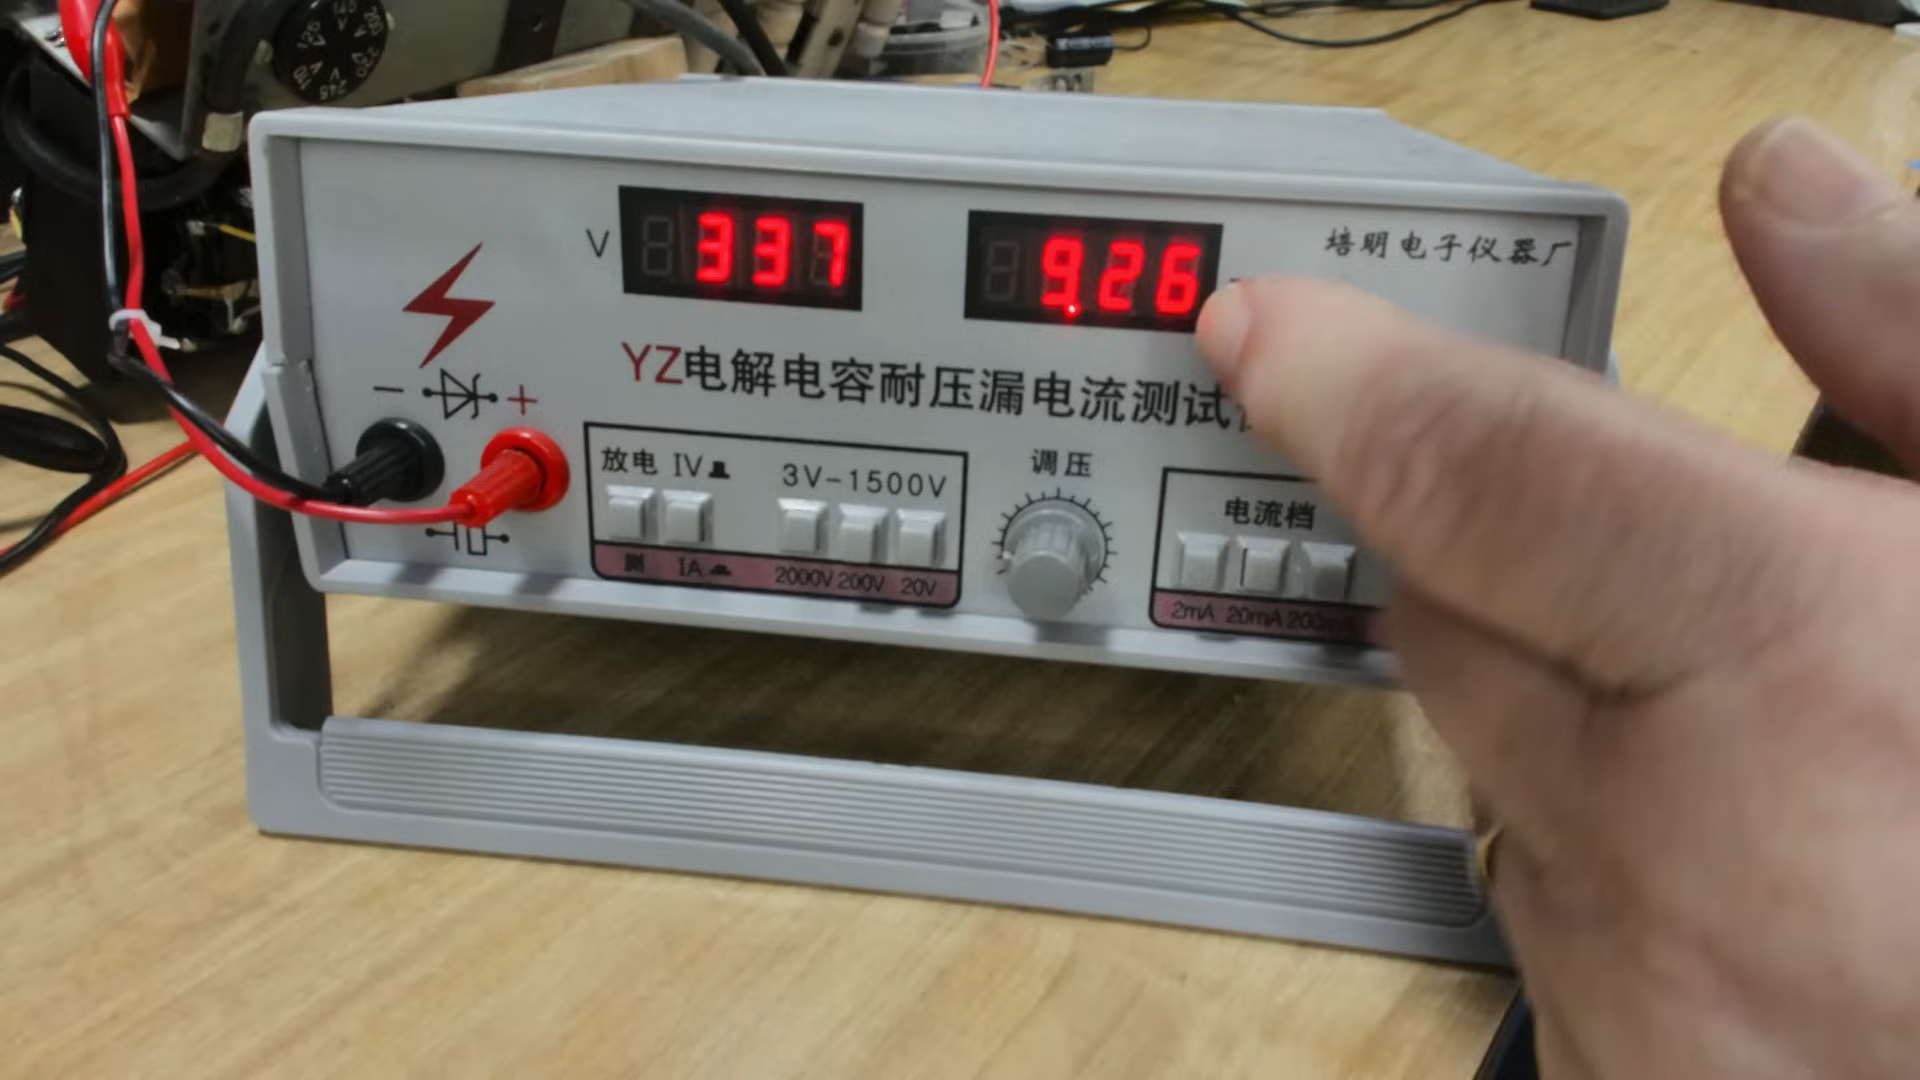 V 337 9.26
培明电子仪器厂
YZ电解电容耐压漏电流测试
− +
放电 IV 3V-1500V
测 IA 2000V 200V 20V
调压
电流档
2mA 20mA
145
V